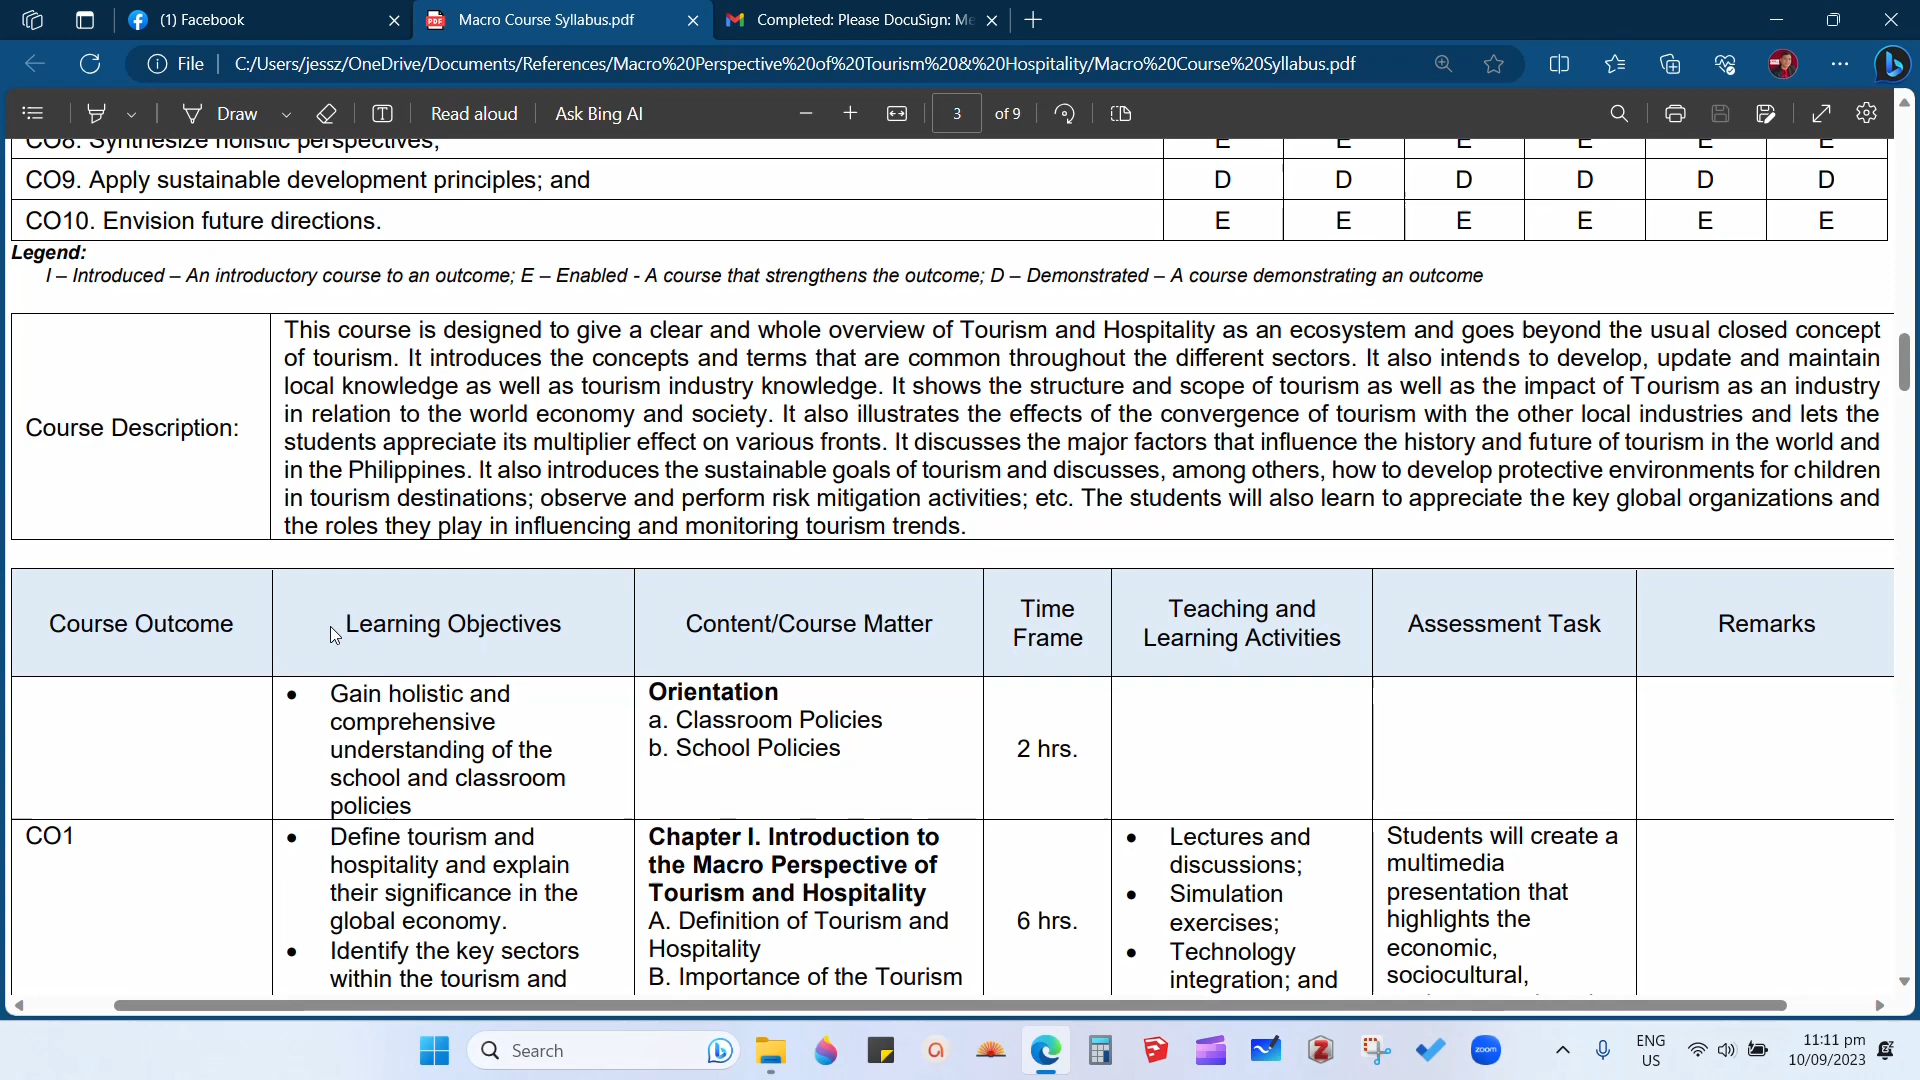 (1) Facebook
Macro Course Syllabus.pdf
Completed: Please DocuSign: Me
File
C:/Users/jessz/OneDrive/Documents/References/Macro%20Perspective%20of%20Tourism%20&%20Hospitality/Macro%20Course%20Syllabus.pdf
Draw
Read aloud
Ask Bing AI
3
of 9
CO8. Synthesize holistic perspectives; E E E E E E
CO9. Apply sustainable development principles; and D D D D D D
CO10. Envision future directions. E E E E E E
Legend:
I – Introduced – An introductory course to an outcome; E – Enabled - A course that strengthens the outcome; D – Demonstrated – A course demonstrating an outcome
Course Description:
This course is designed to give a clear and whole overview of Tourism and Hospitality as an ecosystem and goes beyond the usual closed concept
of tourism. It introduces the concepts and terms that are common throughout the different sectors. It also intends to develop, update and maintain
local knowledge as well as tourism industry knowledge. It shows the structure and scope of tourism as well as the impact of Tourism as an industry
in relation to the world economy and society. It also illustrates the effects of the convergence of tourism with the other local industries and lets the
students appreciate its multiplier effect on various fronts. It discusses the major factors that influence the history and future of tourism in the world and
in the Philippines. It also introduces the sustainable goals of tourism and discusses, among others, how to develop protective environments for children
in tourism destinations; observe and perform risk mitigation activities; etc. The students will also learn to appreciate the key global organizations and
the roles they play in influencing and monitoring tourism trends.
Course Outcome
Learning Objectives
Content/Course Matter
Time
Frame
Teaching and
Learning Activities
Assessment Task
Remarks
• Gain holistic and
comprehensive
understanding of the
school and classroom
policies
Orientation
a. Classroom Policies
b. School Policies
2 hrs.
CO1
• Define tourism and
hospitality and explain
their significance in the
global economy.
• Identify the key sectors
within the tourism and
Chapter I. Introduction to
the Macro Perspective of
Tourism and Hospitality
A. Definition of Tourism and
Hospitality
B. Importance of the Tourism
6 hrs.
• Lectures and
discussions;
• Simulation
exercises;
• Technology
integration; and
Students will create a
multimedia
presentation that
highlights the
economic,
sociocultural,
Search
zoom
ENG
US
11:11 pm
10/09/2023